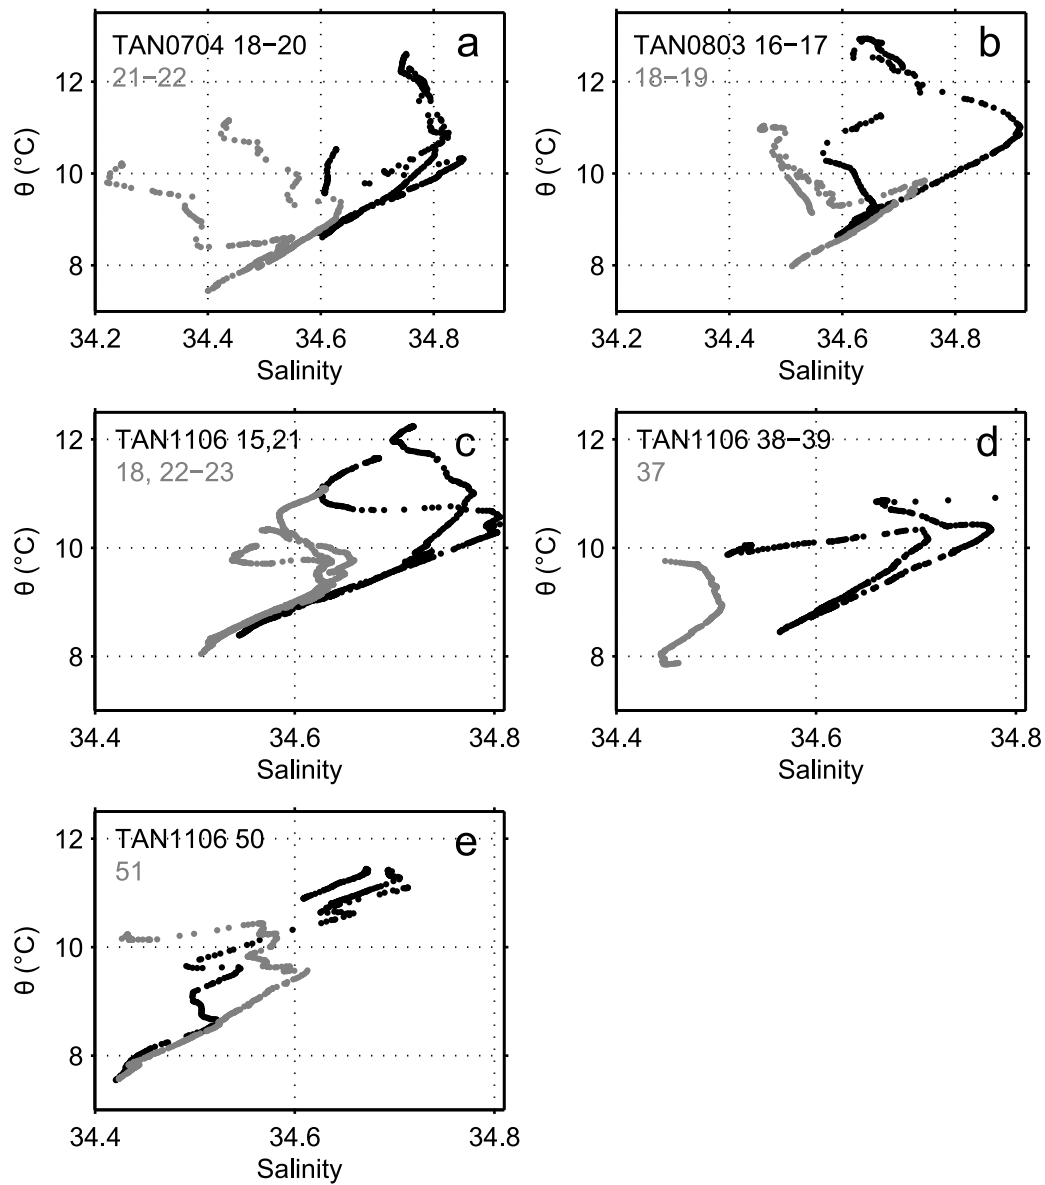 TAN0704 18−20
a
21−22
12
10
8
θ (°C)
34.2
34.4
34.6
34.8
Salinity
TAN0803 16−17
b
18−19
12
10
8
θ (°C)
34.2
34.4
34.6
34.8
Salinity
TAN1106 15,21
c
18, 22−23
12
10
8
θ (°C)
34.4
34.6
34.8
Salinity
TAN1106 38−39
d
37
12
10
8
θ (°C)
34.4
34.6
34.8
Salinity
TAN1106 50
e
51
12
10
8
θ (°C)
34.4
34.6
34.8
Salinity